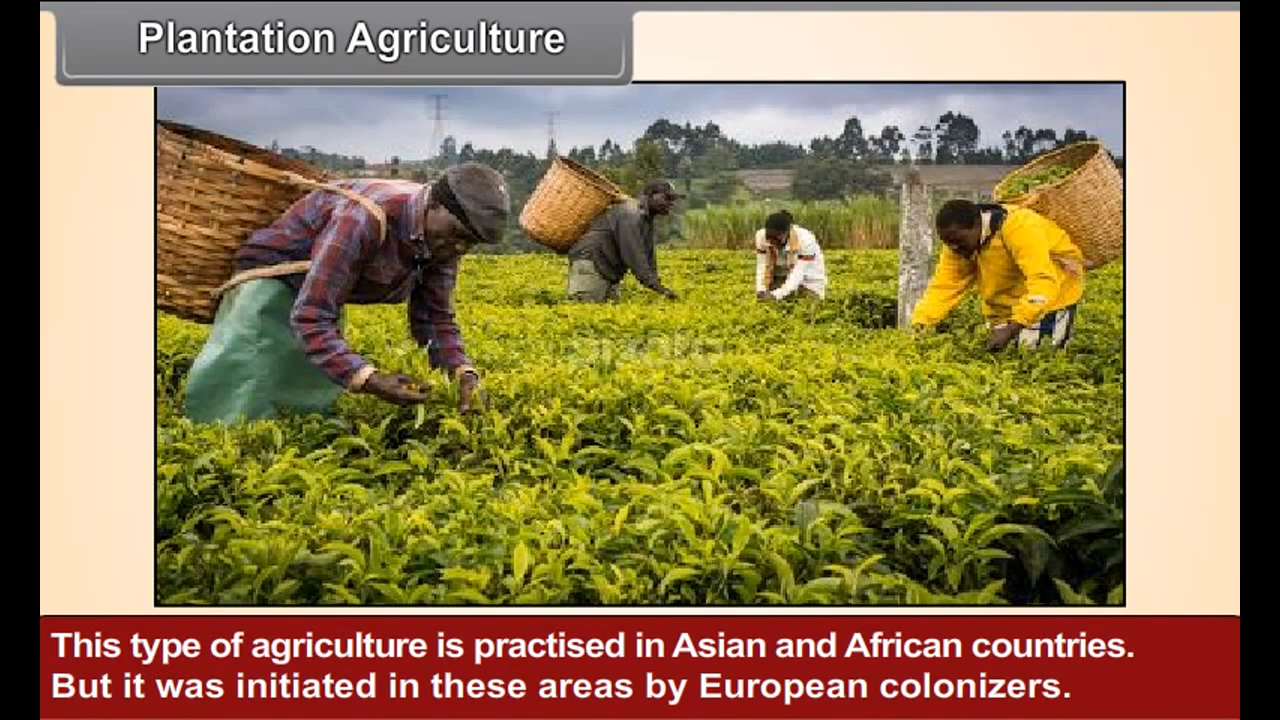 Plantation Agriculture
This type of agriculture is practised in Asian and African countries.
But it was initiated in these areas by European colonizers.